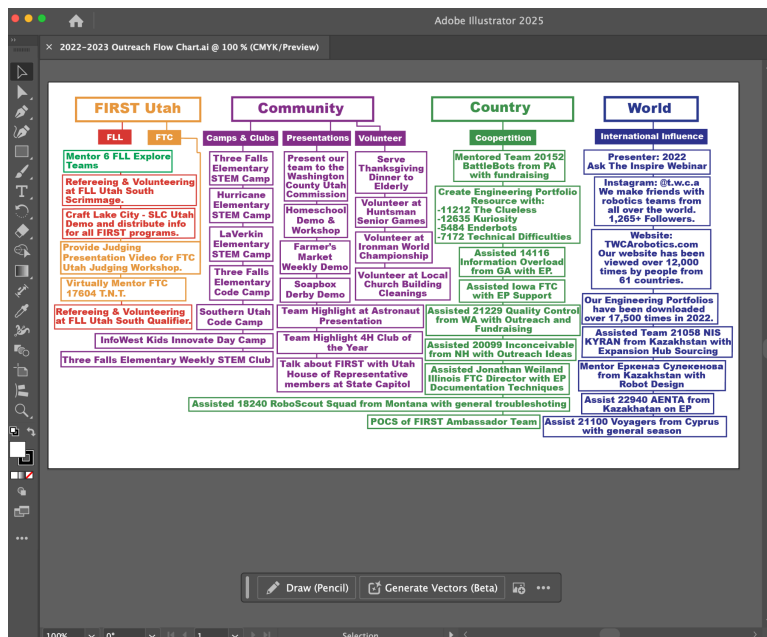 Adobe Illustrator 2025
2022-2023 Outreach Flow Chart.ai @ 100 % (CMYK/Preview)
FIRST Utah
FLL
FTC
Mentor 6 FLL Explore
Teams
Refereeing & Volunteering
at FLL Utah South
Scrimmage.
Craft Lake City - SLC Utah
Demo and distribute info
for all FIRST programs.
Provide Judging
Presentation Video for FTC
Utah Judging Workshop.
Virtually Mentor FTC
17604 T.N.T.
Refereeing & Volunteering
at FLL Utah South Qualifier.
Community
Camps & Clubs
Presentations
Volunteer
Three Falls
Elementary
STEM Camp
Hurricane
Elementary
STEM Camp
LaVerkin
Elementary
STEM Camp
Three Falls
Elementary
Code Camp
Southern Utah
Code Camp
InfoWest Kids Innovate Day Camp
Three Falls Elementary Weekly STEM Club
Present our
team to the
Washington
County Utah
Commission
Homeschool
Demo &
Workshop
Farmer's
Market
Weekly Demo
Soapbox
Derby Demo
Team Highlight at Astronaut
Presentation
Team Highlight 4H Club of
the Year
Talk about FIRST with Utah
House of Representative
members at State Capitol
Serve
Thanksgiving
Dinner to
Elderly
Volunteer at
Huntsman
Senior Games
Volunteer at
Ironman World
Championship
Volunteer at Local
Church Building
Cleanings
Country
Coopertition
Mentored Team 20152
BattleBots from PA
with fundraising
Create Engineering Portfolio
Resource with:
-11212 The Clueless
-12635 Kuriosity
-5484 Enderbots
-7172 Technical Difficulties
Assisted 14116
Information Overload
from GA with EP.
Assisted Iowa FTC
with EP Support
Assisted 21229 Quality Control
from WA with Outreach and
Fundraising
Assisted 20099 Inconceivable
from NH with Outreach Ideas
Assisted Jonathan Weiland
Illinois FTC Director with EP
Documentation Techniques
Assisted 18240 RoboScout Squad from Montana with general troubleshoting
POCS of FIRST Ambassador Team
World
International Influence
Presenter: 2022
Ask The Inspire Webinar
Instagram: @t.w.c.a
We make friends with
robotics teams from
all over the world.
1,265+ Followers.
Website:
TWCArobotics.com
Our website has been
viewed over 12,000
times by people from
61 countries.
Our Engineering Portfolios
have been downloaded
over 17,500 times in 2022.
Assisted Team 21058 NIS
KYRAN from Kazakhstan with
Expansion Hub Sourcing
Mentor Еркеназ Сулекенова
from Kazakhstan with
Robot Design
Assist 22940 AENTA from
Kazakhatan on EP
Assist 21100 Voyagers from Cyprus
with general season
Draw (Pencil)
Generate Vectors (Beta)
100%
0°
1
Selection